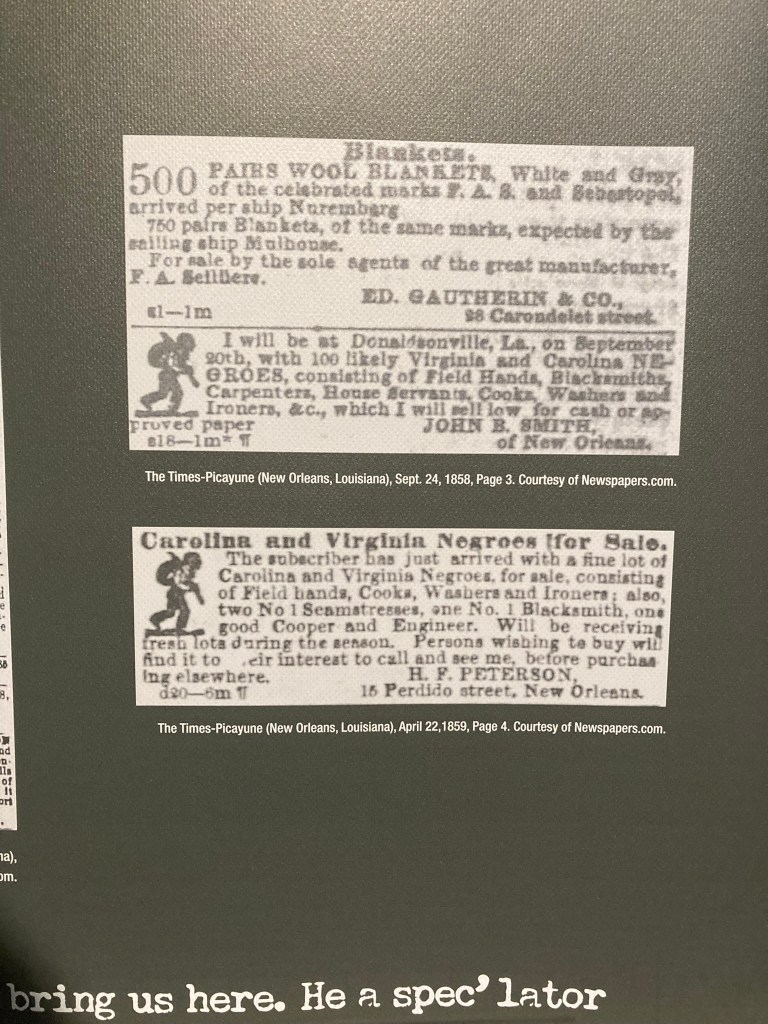 Blankets.
500 PAIRS WOOL BLANKETS, White and Gray,
of the celebrated marks F. A. S. and Sebastopol,
arrived per ship Nuremburg
750 pairs Blankets, of the same marks, expected by the
sailing ship Mulhouse.
For sale by the sole agents of the great manufacturer,
F. A. Seilliere.
ED. GAUTHERIN & CO.,
s1—1m 98 Carondelet street.
I will be at Donaldsonville, La., on September
20th, with 100 likely Virginia and Carolina NE-
GROES, consisting of Field Hands, Blacksmiths,
Carpenters, House Servants, Cooks, Washers and
Ironers, &c., which I will sell low for cash or ap-
proved paper JOHN B. SMITH,
s18—1m* ¶ of New Orleans.
The Times-Picayune (New Orleans, Louisiana), Sept. 24, 1858, Page 3. Courtesy of Newspapers.com.
Carolina and Virginia Negroes for Sale.
The subscriber has just arrived with a fine lot of
Carolina and Virginia Negroes, for sale, consisting
of Field hands, Cooks, Washers and Ironers; also,
two No 1 Seamstresses, one No. 1 Blacksmith, one
good Cooper and Engineer. Will be receiving
fresh lots during the season. Persons wishing to buy will
find it to eir interest to call and see me, before purchas
ing elsewhere. H. F. PETERSON,
d20—6m ¶ 15 Perdido street, New Orleans.
The Times-Picayune (New Orleans, Louisiana), April 22,1859, Page 4. Courtesy of Newspapers.com.
na),
om.
bring us here. He a spec' lator